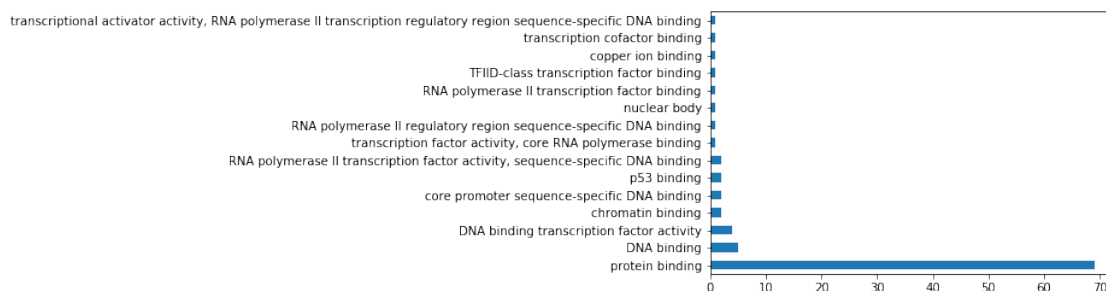 transcriptional activator activity, RNA polymerase II transcription regulatory region sequence-specific DNA binding
transcription cofactor binding
copper ion binding
TFIID-class transcription factor binding
RNA polymerase II transcription factor binding
nuclear body
RNA polymerase II regulatory region sequence-specific DNA binding
transcription factor activity, core RNA polymerase binding
RNA polymerase II transcription factor activity, sequence-specific DNA binding
p53 binding
core promoter sequence-specific DNA binding
chromatin binding
DNA binding transcription factor activity
DNA binding
protein binding
0 10 20 30 40 50 60 70